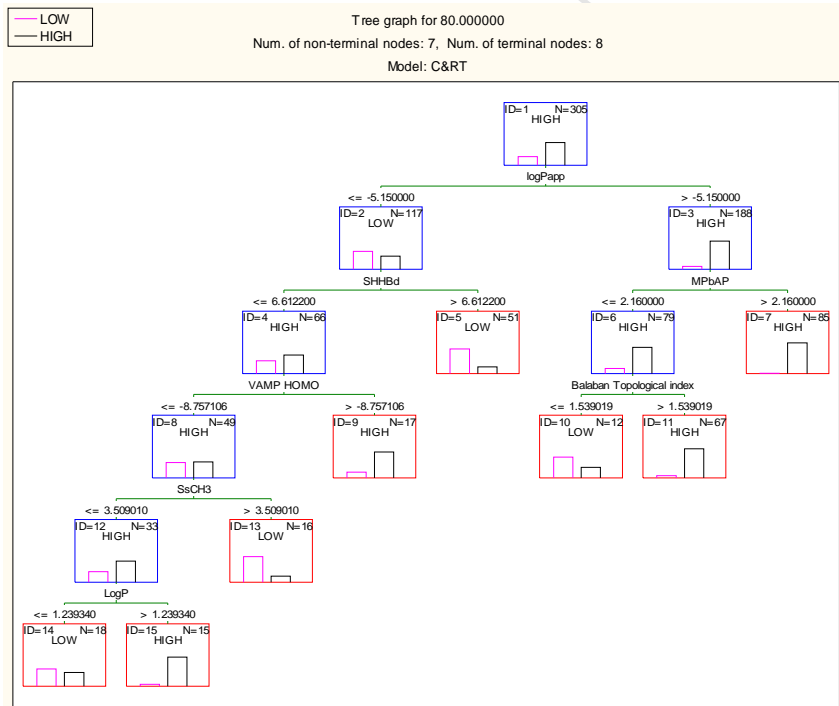 LOW
HIGH
Tree graph for 80.000000
Num. of non-terminal nodes: 7, Num. of terminal nodes: 8
Model: C&RT
ID=1 N=305
HIGH
logPapp
<= -5.150000 > -5.150000
ID=2 N=117 ID=3 N=188
LOW HIGH
SHHBd MPbAP
<= 6.612200 > 6.612200 <= 2.160000 > 2.160000
ID=4 N=66 ID=5 N=51 ID=6 N=79 ID=7 N=85
HIGH LOW HIGH HIGH
VAMP HOMO Balaban Topological index
<= -8.757106 > -8.757106 <= 1.539019 > 1.539019
ID=8 N=49 ID=9 N=17 ID=10 N=12 ID=11 N=67
HIGH HIGH LOW HIGH
SsCH3
<= 3.509010 > 3.509010
ID=12 N=33 ID=13 N=16
HIGH LOW
LogP
<= 1.239340 > 1.239340
ID=14 N=18 ID=15 N=15
LOW HIGH